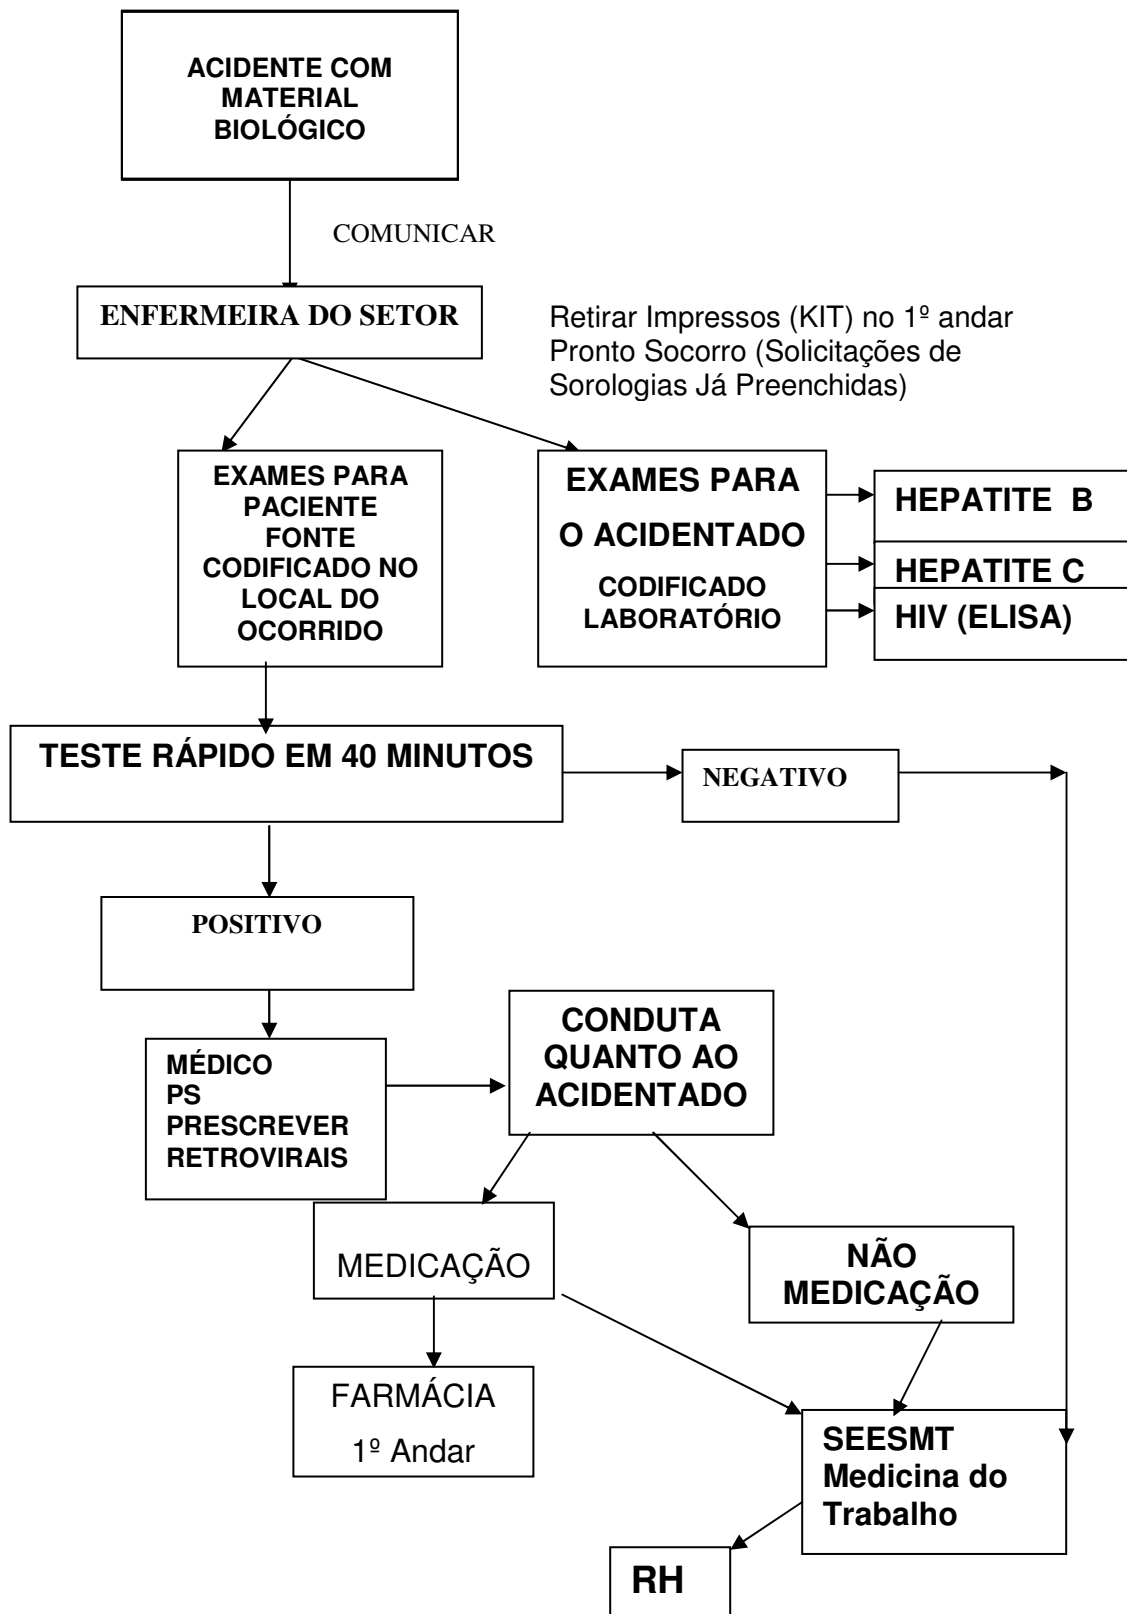 ACIDENTE COM
MATERIAL
BIOLÓGICO
COMUNICAR
ENFERMEIRA DO SETOR
Retirar Impressos (KIT) no 1º andar
Pronto Socorro (Solicitações de
Sorologias Já Preenchidas)
EXAMES PARA
PACIENTE
FONTE
CODIFICADO NO
LOCAL DO
OCORRIDO
EXAMES PARA
O ACIDENTADO
CODIFICADO
LABORATÓRIO
HEPATITE B
HEPATITE C
HIV (ELISA)
TESTE RÁPIDO EM 40 MINUTOS
NEGATIVO
POSITIVO
MÉDICO
PS
PRESCREVER
RETROVIRAIS
CONDUTA
QUANTO AO
ACIDENTADO
MEDICAÇÃO
NÃO
MEDICAÇÃO
FARMÁCIA
1º Andar
SEESMT
Medicina do
Trabalho
RH